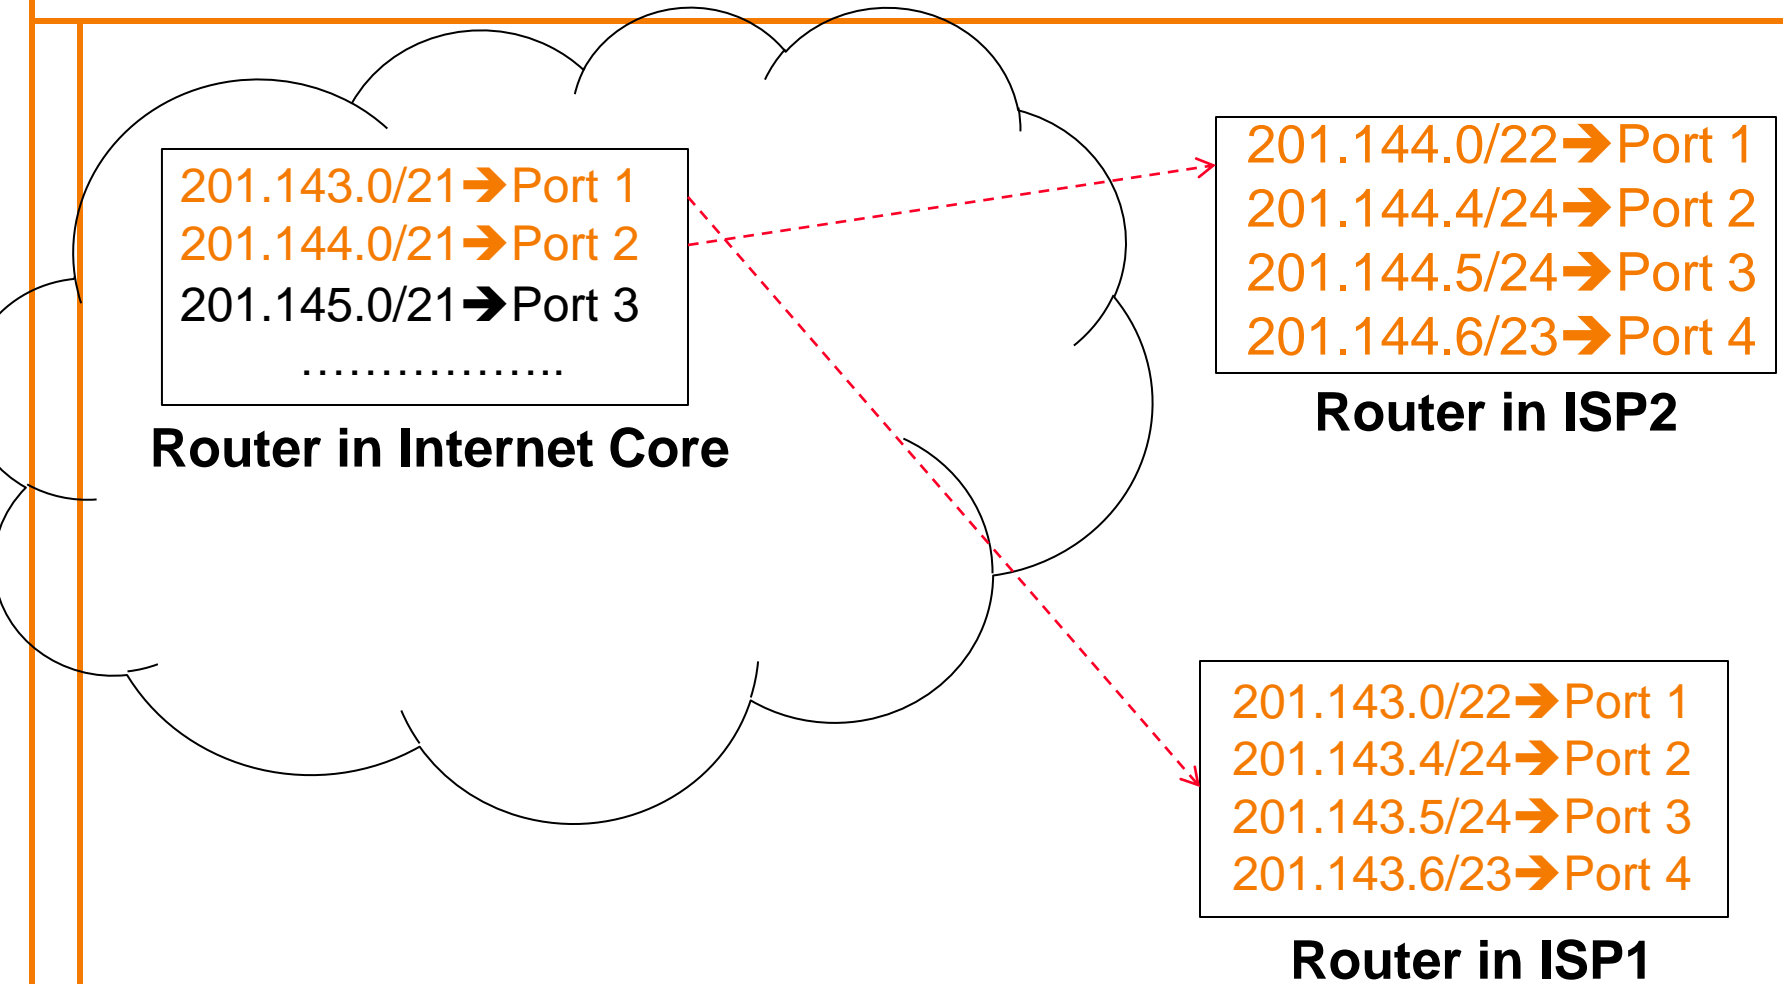 201.143.0/21➔Port 1
201.144.0/21➔Port 2
201.145.0/21➔Port 3
……………..
Router in Internet Core
201.144.0/22➔Port 1
201.144.4/24➔Port 2
201.144.5/24➔Port 3
201.144.6/23➔Port 4
Router in ISP2
201.143.0/22➔Port 1
201.143.4/24➔Port 2
201.143.5/24➔Port 3
201.143.6/23➔Port 4
Router in ISP1